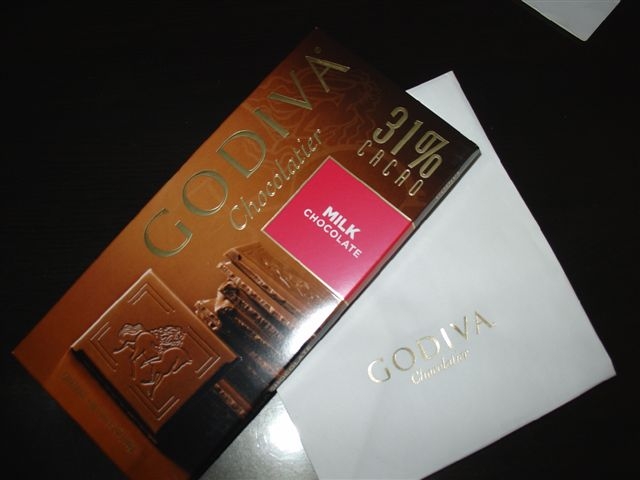 GODIVA®
Chocolatier
31%
CACAO
MILK
CHOCOLATE
GODIVA
Chocolatier